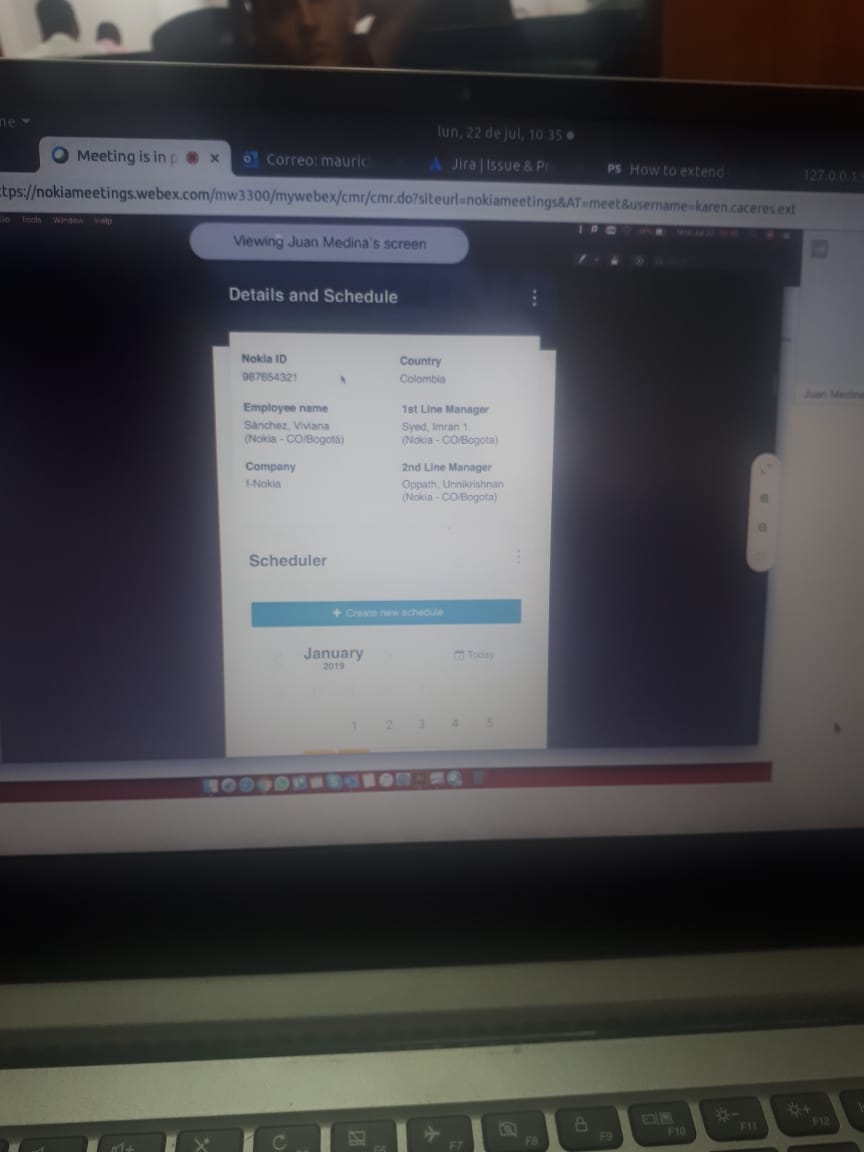 ne
lun, 22 de jul, 10:35
Meeting is in p
Correo: mauric
Jira | Issue & Pr
PS How to extend
127.0.0.1:
tps://nokiameetings.webex.com/mw3300/mywebex/cmr/cmr.do?siteurl=nokiameetings&AT=meet&username=karen.caceres.ext
Tools Window Help
Viewing Juan Medina's screen
Details and Schedule
Nokia ID
987654321
Country
Colombia
Employee name
Sánchez, Viviana
(Nokia - CO/Bogotá)
1st Line Manager
Syed, Imran 1.
(Nokia - CO/Bogota)
Company
f-Nokia
2nd Line Manager
Oppath, Unnikrishnan
(Nokia - CO/Bogota)
Juan Medina
Scheduler
+ Create new schedule
January
2019
Today
1 2 3 4 5
F6 F7 F8 F9 F10 F11 F12